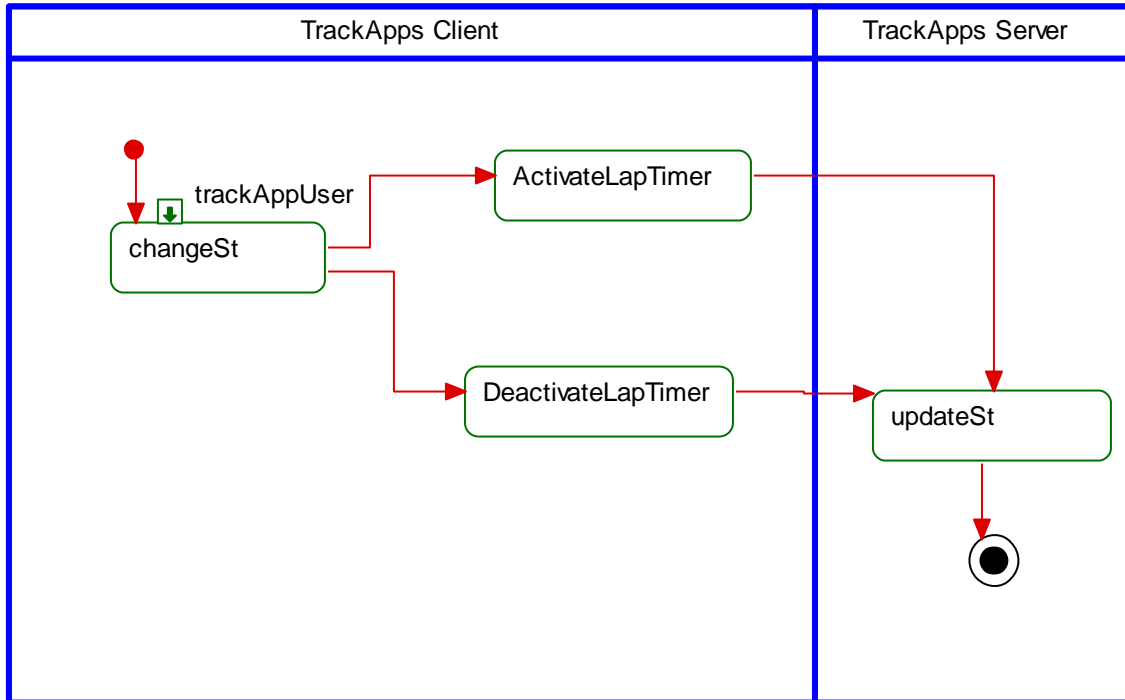 TrackApps Client
TrackApps Server
trackAppUser
ActivateLapTimer
changeSt
DeactivateLapTimer
updateSt